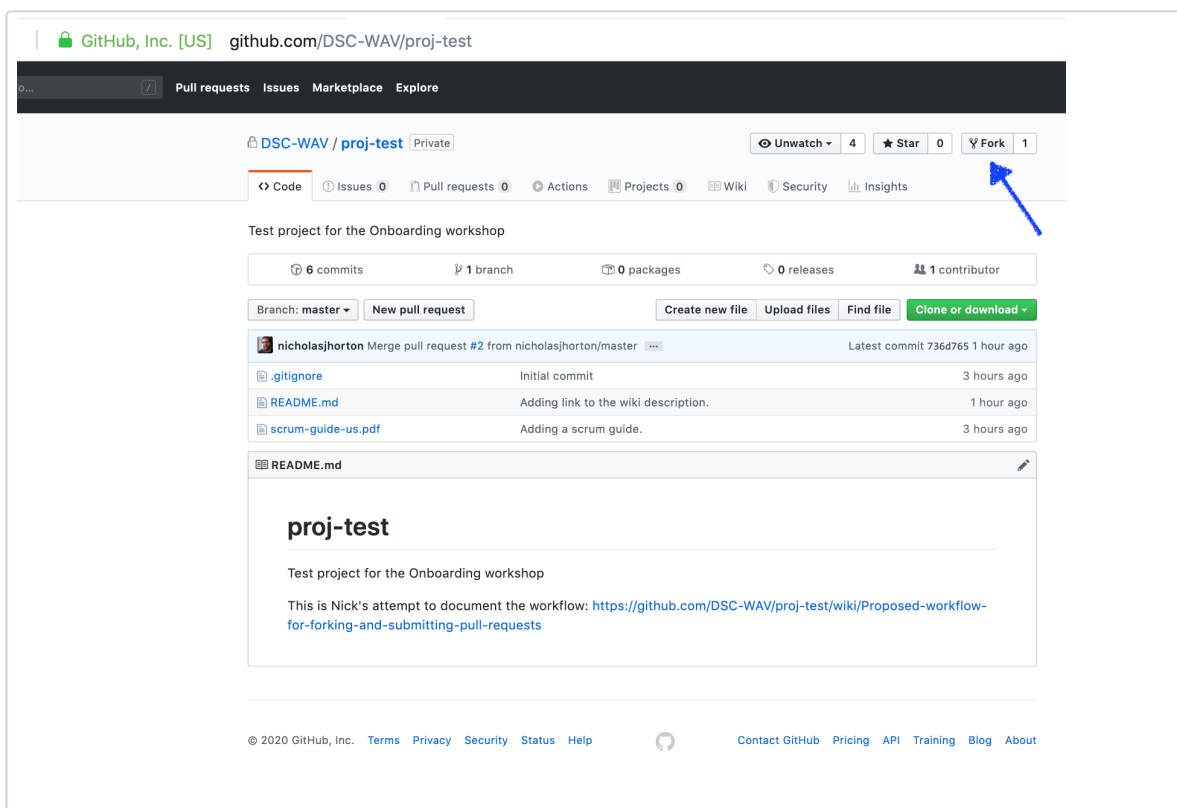 GitHub, Inc. [US] github.com/DSC-WAV/proj-test
o... / Pull requests Issues Marketplace Explore
DSC-WAV / proj-test Private Unwatch 4 Star 0 Fork 1
Code Issues 0 Pull requests 0 Actions Projects 0 Wiki Security Insights
Test project for the Onboarding workshop
6 commits 1 branch 0 packages 0 releases 1 contributor
Branch: master New pull request Create new file Upload files Find file Clone or download
nicholasjhorton Merge pull request #2 from nicholasjhorton/master ... Latest commit 736d765 1 hour ago
.gitignore Initial commit 3 hours ago
README.md Adding link to the wiki description. 1 hour ago
scrum-guide-us.pdf Adding a scrum guide. 3 hours ago
README.md
proj-test
Test project for the Onboarding workshop
This is Nick's attempt to document the workflow: https://github.com/DSC-WAV/proj-test/wiki/Proposed-workflow-
for-forking-and-submitting-pull-requests
© 2020 GitHub, Inc. Terms Privacy Security Status Help Contact GitHub Pricing API Training Blog About